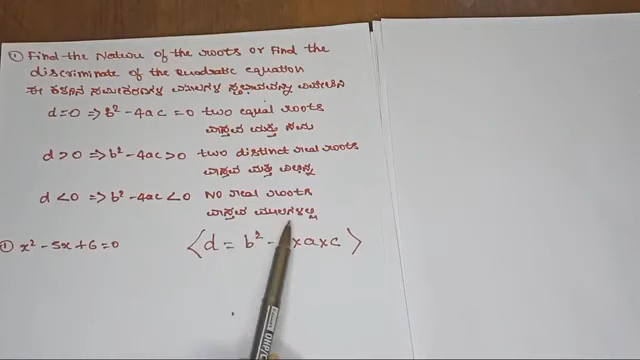 ① Find the Nature of the roots or Find the
discriminate of the Quadratic equation
ಈ ಕೆಳಗಿನ ಸಮೀಕರಣಗಳ ಮೂಲಗಳ ಸ್ವಭಾವವನ್ನು ವಿವೇಚಿಸಿ
d=0 => b² - 4ac = 0 two equal roots
ವಾಸ್ತವ ಮತ್ತು ಸಮ
d > 0 => b² - 4ac > 0 two distinct real roots
ವಾಸ್ತವ ಮತ್ತು ಭಿನ್ನ
d < 0 => b² - 4ac < 0 No real roots
ವಾಸ್ತವ ಮೂಲಗಳಲ್ಲ
① x² - 5x + 6 = 0 ⟨ d = b² - xaxc ⟩
OHP